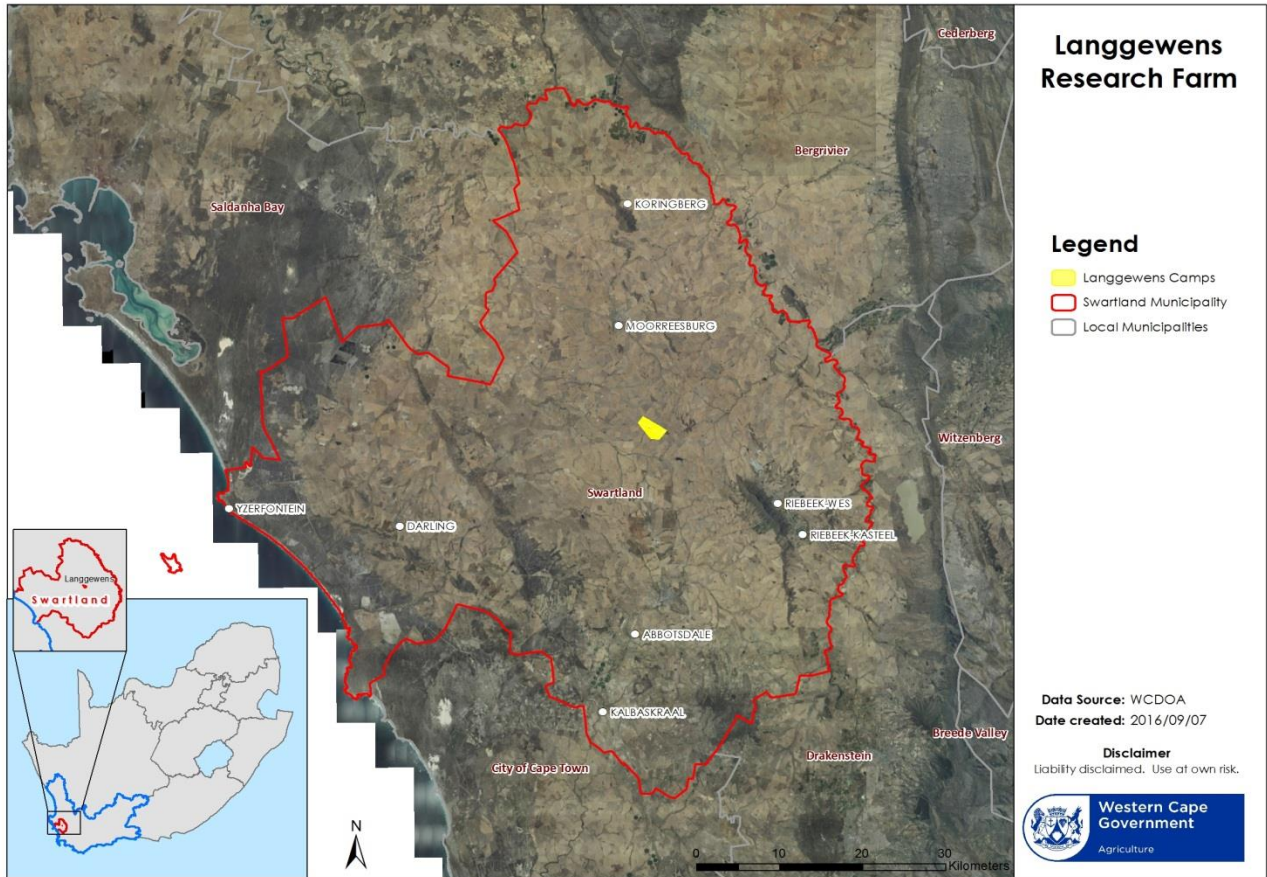 Langgewens
Research Farm
Cederberg
Bergrivier
Saldanha Bay
KORINGBERG
MOORREESBURG
Witzenberg
Swartland
RIEBEEK-WES
YZERFONTEIN
DARLING
RIEBEEK-KASTEEL
ABBOTSDALE
KALBASKRAAL
Drakenstein
Breede Valley
City of Cape Town
Langgewens
Swartland
N
0 10 20 30
Kilometers
Legend
Langgewens Camps
Swartland Municipality
Local Municipalities
Data Source: WCDOA
Date created: 2016/09/07
Disclaimer
Liability disclaimed. Use at own risk.
Western Cape
Government
Agriculture